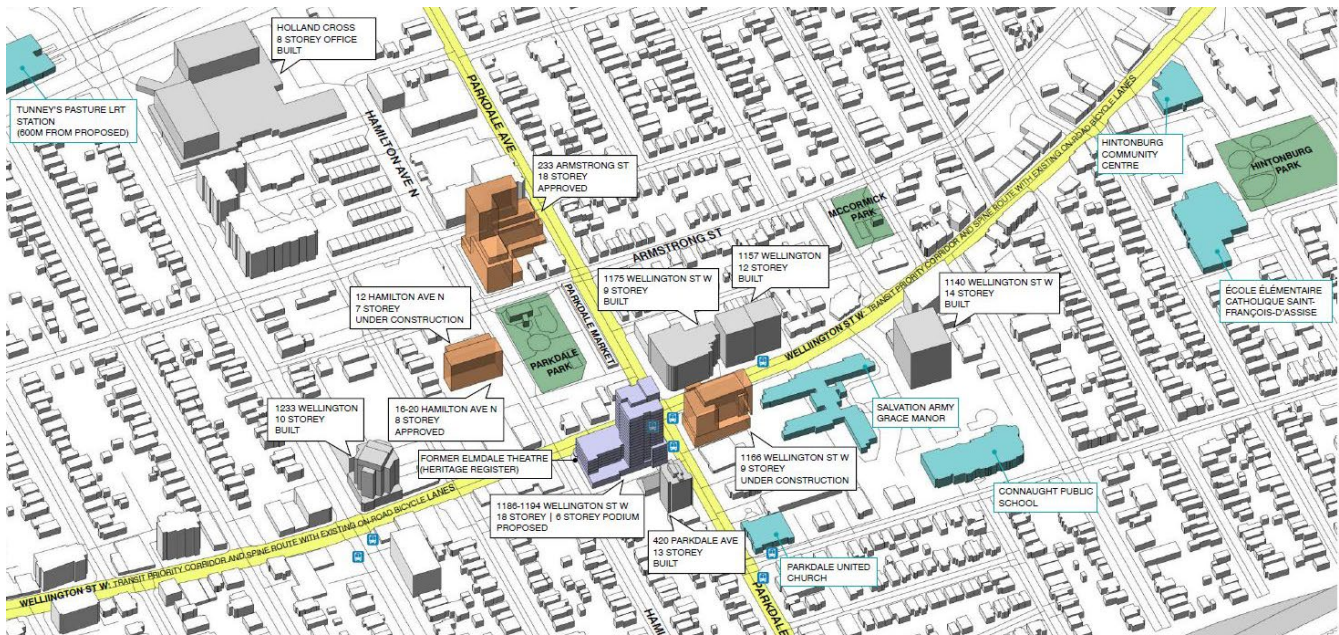 HOLLAND CROSS
8 STOREY OFFICE
BUILT
TUNNEY'S PASTURE LRT
STATION
(600M FROM PROPOSED)
HAMILTON AVE N
PARKDALE AVE
233 ARMSTRONG ST
18 STOREY
APPROVED
ARMSTRONG ST
MCCORMICK
PARK
HINTONBURG
COMMUNITY
CENTRE
HINTONBURG
PARK
ÉCOLE ÉLÉMENTAIRE
CATHOLIQUE SAINT-
FRANÇOIS-D'ASSISE
1157 WELLINGTON
12 STOREY
BUILT
1175 WELLINGTON ST W
9 STOREY
BUILT
1140 WELLINGTON ST W
14 STOREY
BUILT
WELLINGTON ST W: TRANSIT PRIORITY CORRIDOR AND SPINE ROUTE WITH EXISTING ON-ROAD BICYCLE LANES
12 HAMILTON AVE N
7 STOREY
UNDER CONSTRUCTION
PARKDALE
PARK
PARKDALE MARKET
16-20 HAMILTON AVE N
8 STOREY
APPROVED
1233 WELLINGTON
10 STOREY
BUILT
FORMER ELMDALE THEATRE
(HERITAGE REGISTER)
SALVATION ARMY
GRACE MANOR
1166 WELLINGTON ST W
9 STOREY
UNDER CONSTRUCTION
CONNAUGHT PUBLIC
SCHOOL
1186-1194 WELLINGTON ST W
18 STOREY | 6 STOREY PODIUM
PROPOSED
420 PARKDALE AVE
13 STOREY
BUILT
PARKDALE UNITED
CHURCH
WELLINGTON ST W: TRANSIT PRIORITY CORRIDOR AND SPINE ROUTE WITH EXISTING ON-ROAD BICYCLE LANES
PARKDALE